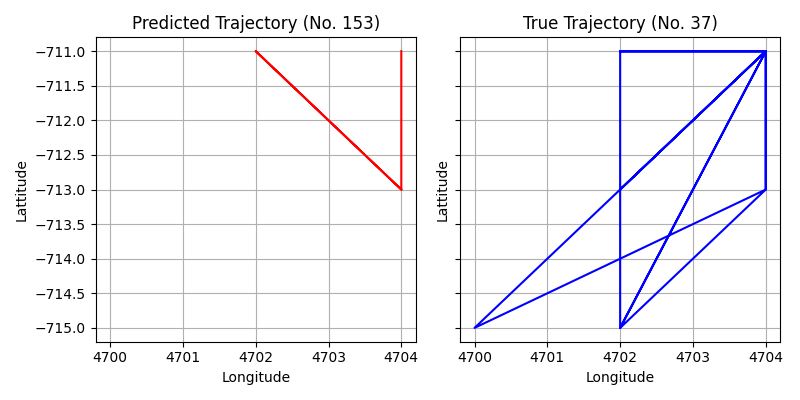 Predicted Trajectory (No. 153)
True Trajectory (No. 37)
−711.0
−711.5
−712.0
−712.5
−713.0
−713.5
−714.0
−714.5
−715.0
Lattitude
Lattitude
4700 4701 4702 4703 4704
4700 4701 4702 4703 4704
Longitude
Longitude